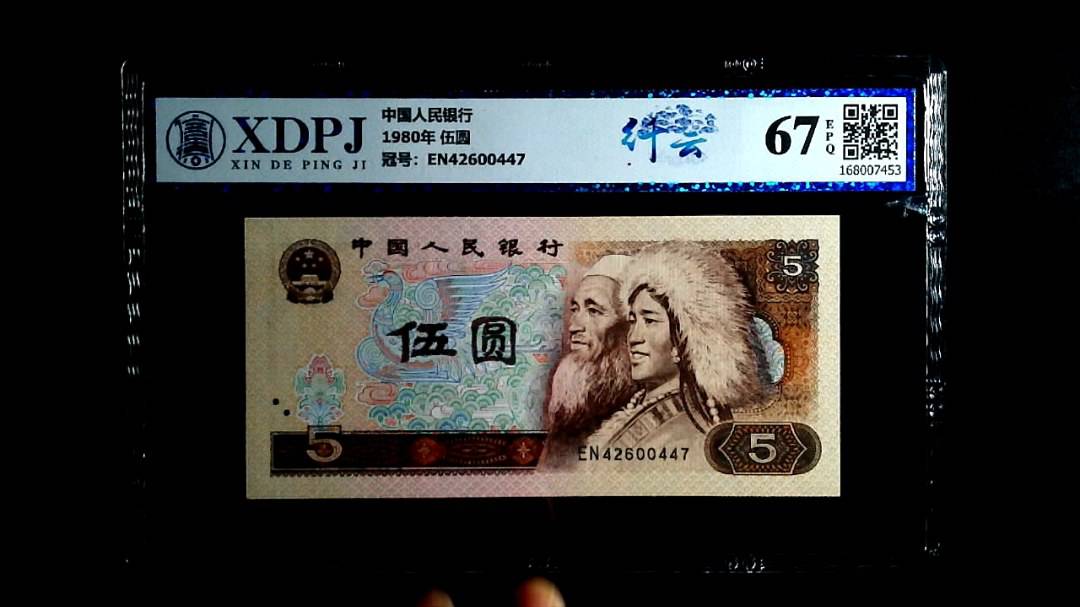 XDPJ
XIN DE PING JI
中国人民银行
1980年 伍圆
冠号：EN42600447
纤云
67
EPQ
168007453
中国人民银行
5
伍圆
5
EN42600447
5